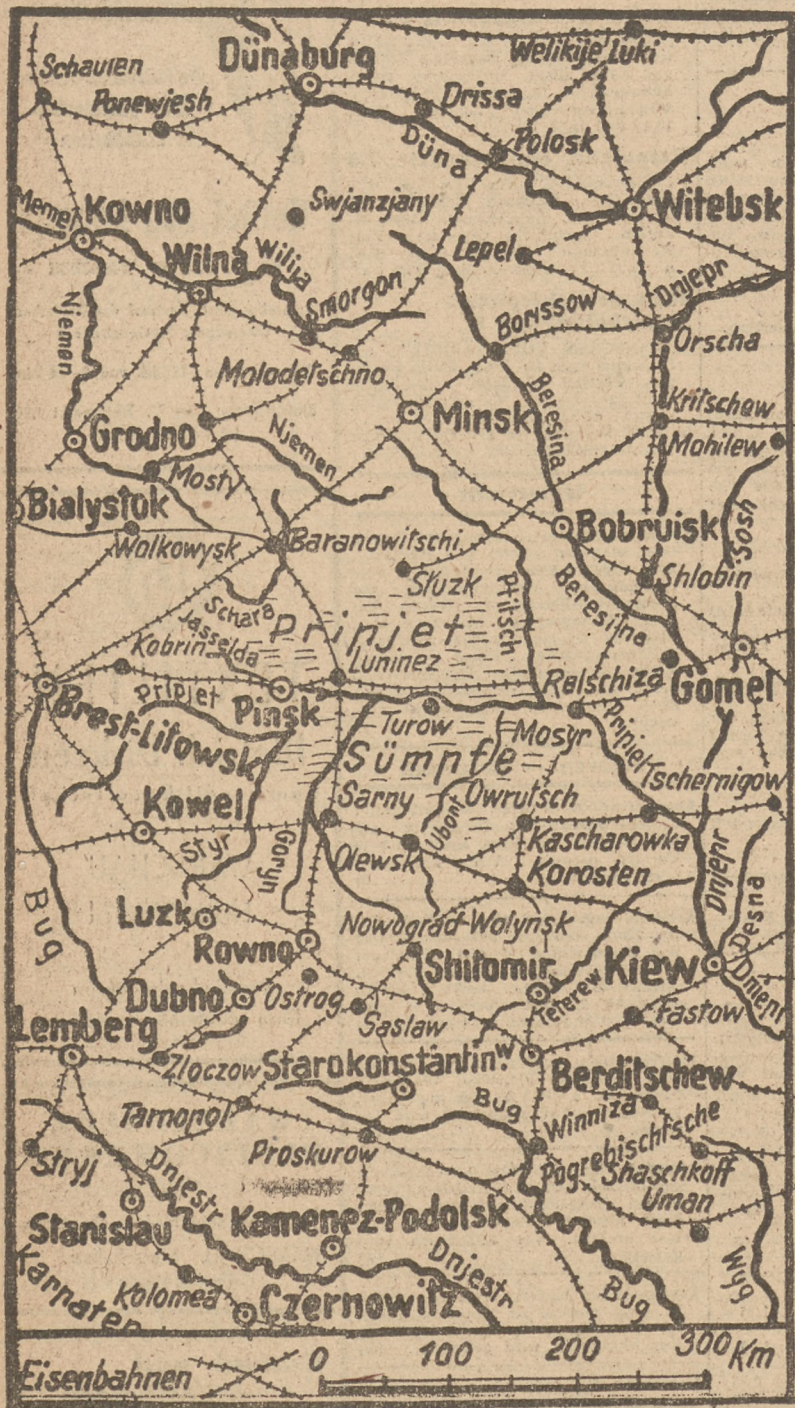 Schaulen
Dünaburg
Welikije Luki
Ponewjesh
Drissa
Düna
Polosk
Memel
Kowno
Swjanzjany
Witebsk
Wilna
Wilija
Lepel
Smorgon
Borissow
Dnjepr
Njemen
Orscha
Molodetschno
Beresina
Kritschew
Grodno
Njemen
Minsk
Mohilew
Mosty
Bialystok
Bobruisk
Sosh
Wolkowysk
Baranowitschi
Słuzk
Ptitsch
Beresina
Shlobin
Schara
Prinjet
Jasselda
Kobrin
Luninez
Relschiza
Gomel
Pripjet
Pinsk
Brest-Litowsk
Turow
Mosyr
Pripjet
Sümpfe
Tschernigow
Kowel
Sarny
Ubort
Owrutsch
Styr
Goryn
Olewsk
Kascharowka
Dnjepr
Korosten
Desna
Bug
Luzk
Nowograd-Wolynsk
Rowno
Shitomir
Kiew
Dubno
Ostrog
Teterew
Dnjepr
Saslaw
Fastow
Lemberg
Zloczow
Starokonstantin.w
Berditschew
Tarnopol
Bug
Winniza
Proskurow
Pogrebischtsche
Stryj
Dnjestr
Shaschkoff
Uman
Stanislau
Kamenez-Podolsk
Dnjestr
Bug
Karpaten
Kolomea
Czernowitz
Eisenbahnen
0 100 200 300 Km